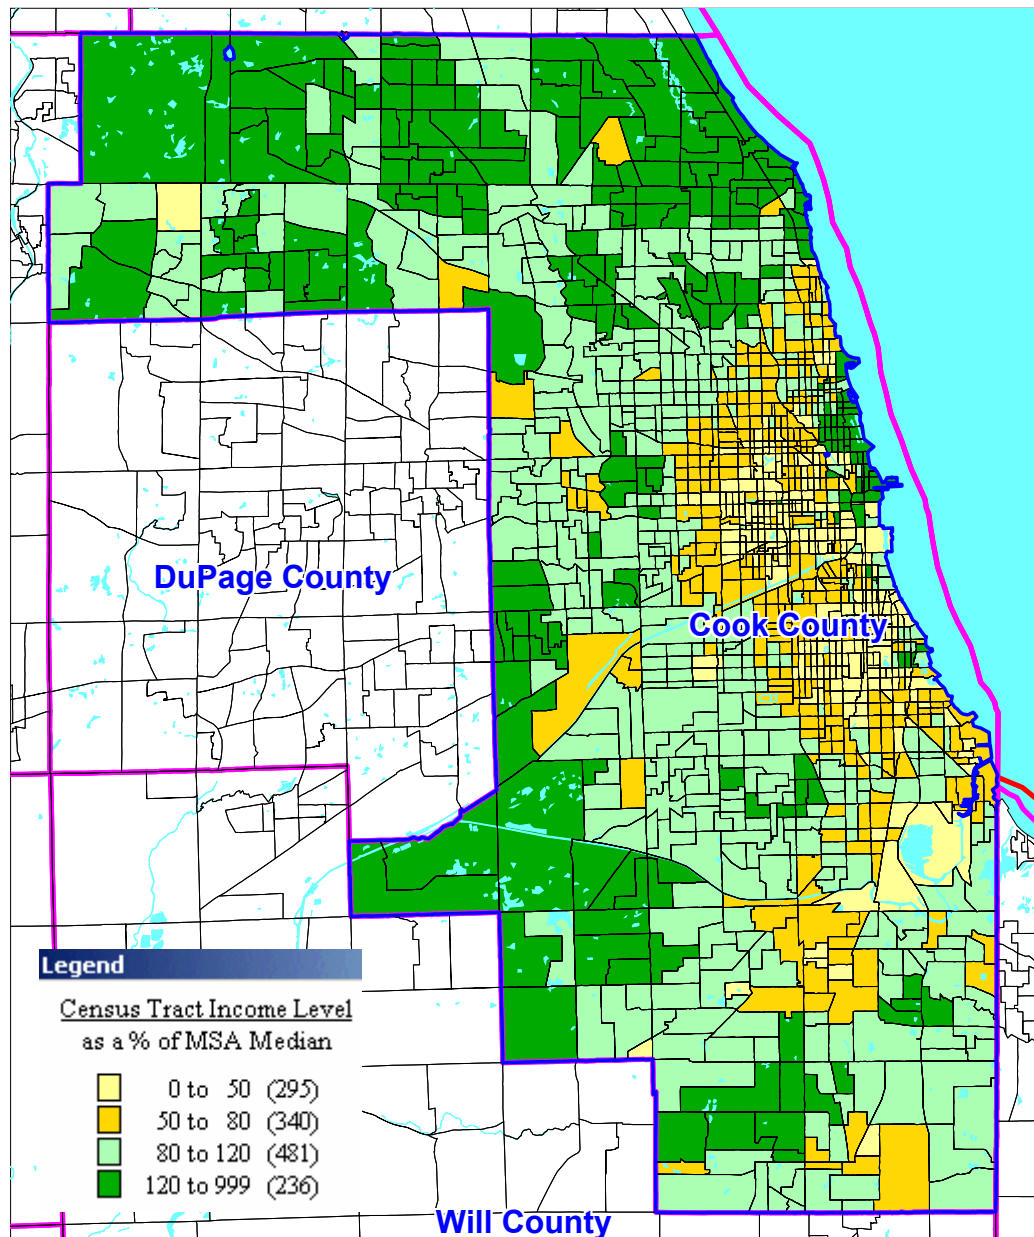 DuPage County
Cook County
Legend
Census Tract Income Level
as a % of MSA Median
0 to 50 (295)
50 to 80 (340)
80 to 120 (481)
120 to 999 (236)
Will County